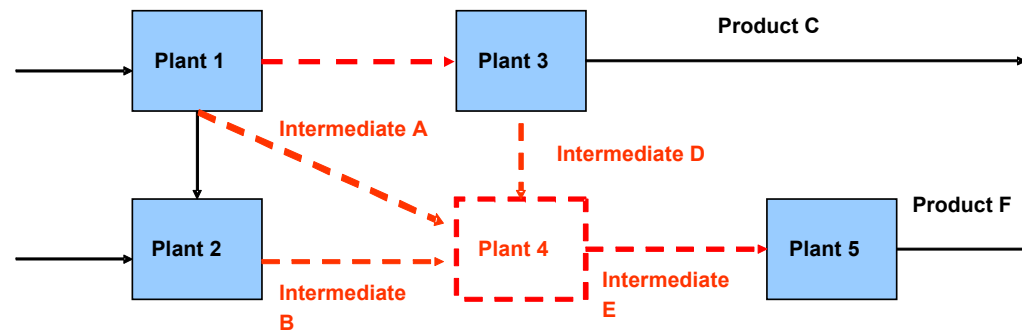 Product C
Plant 1
Plant 3
Intermediate A
Intermediate D
Product F
Plant 2
Plant 4
Plant 5
Intermediate
B
Intermediate
E